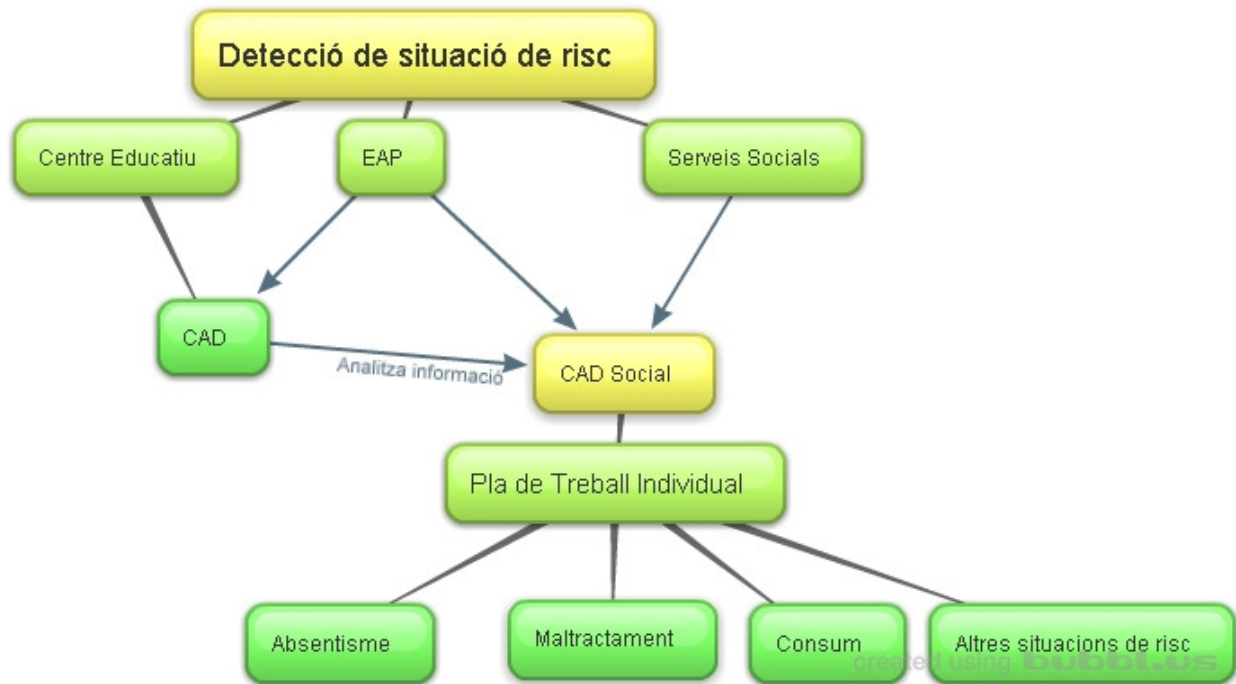 Detecció de situació de risc
Centre Educatiu
EAP
Serveis Socials
CAD
Analitza informació
CAD Social
Pla de Treball Individual
Absentisme
Maltractament
Consum
Altres situacions de risc
created using bubbl.us